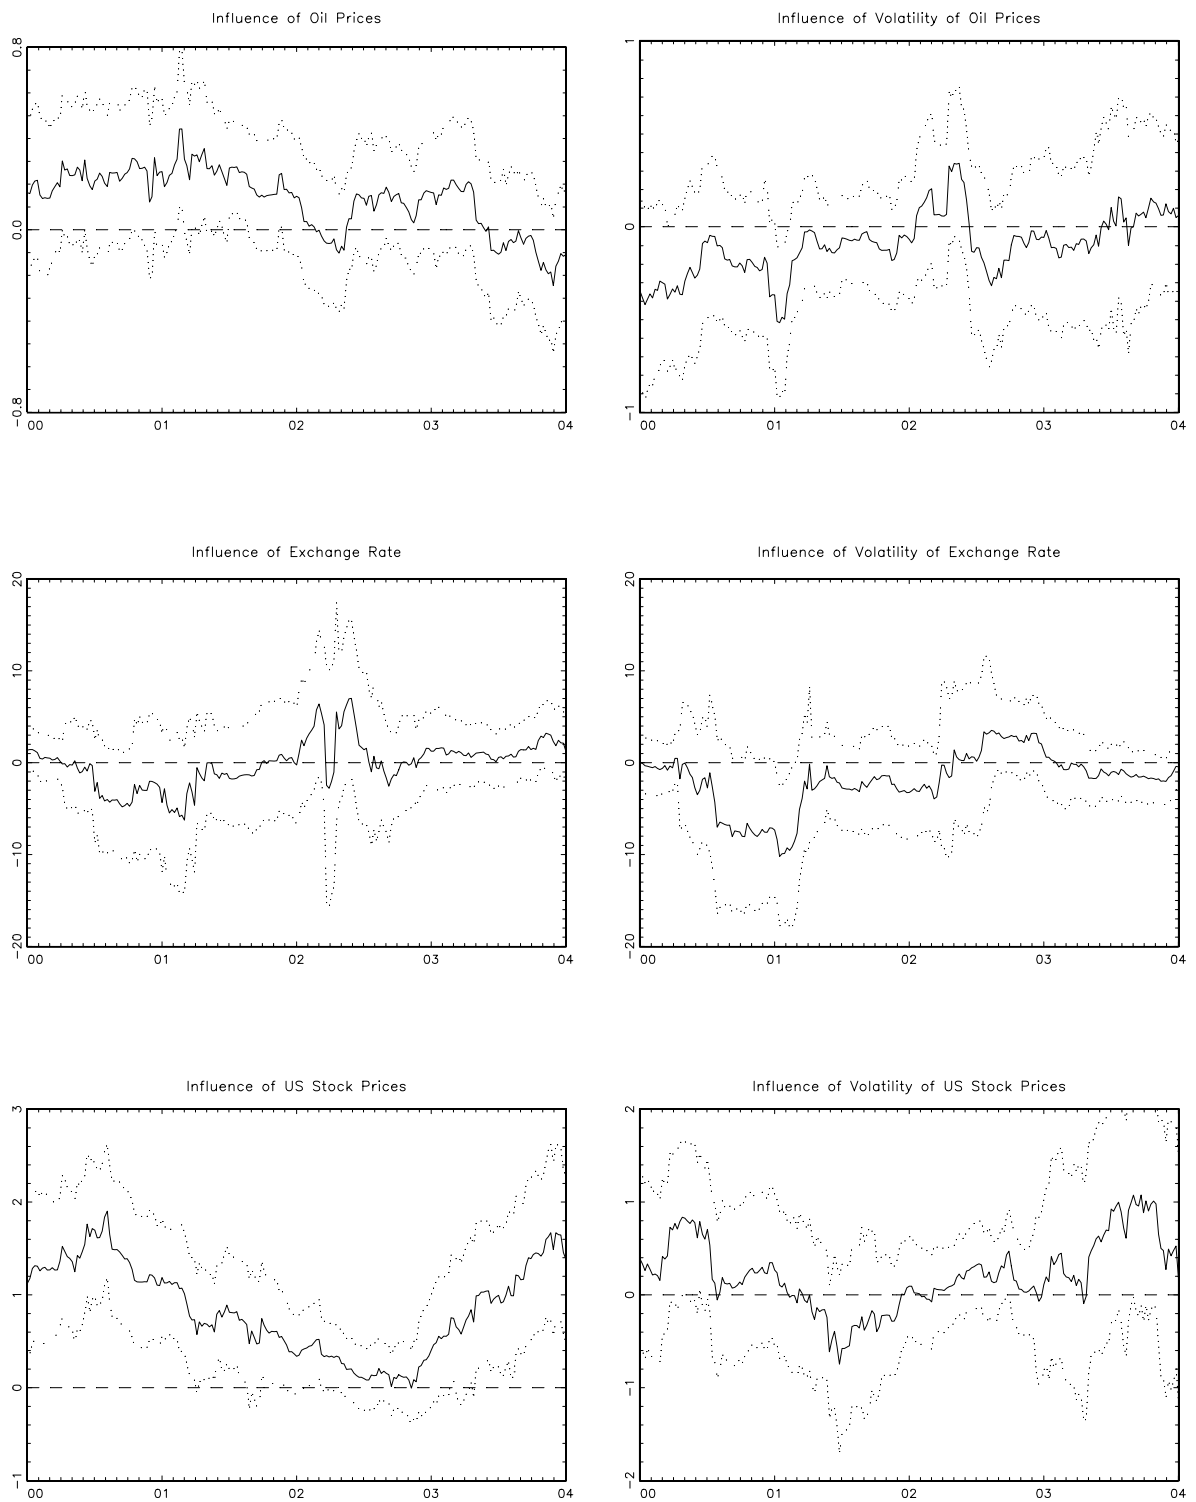 Influence of Oil Prices
0.8
0.0
-0.8
00 01 02 03 04
Influence of Volatility of Oil Prices
1
0
-1
00 01 02 03 04
Influence of Exchange Rate
20
10
0
-10
-20
00 01 02 03 04
Influence of Volatility of Exchange Rate
20
10
0
-10
-20
00 01 02 03 04
Influence of US Stock Prices
3
2
1
0
-1
00 01 02 03 04
Influence of Volatility of US Stock Prices
2
1
0
-1
-2
00 01 02 03 04